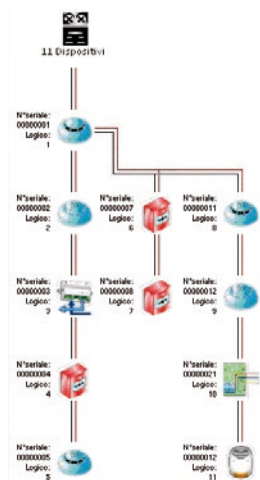 11 Dispositivi
N°seriale:
00000001
Logico:
1
N°seriale:
00000002
Logico:
2
N°seriale:
00000007
Logico:
6
N°seriale:
00000011
Logico:
8
N°seriale:
00000003
Logico:
3
N°seriale:
00000008
Logico:
7
N°seriale:
00000012
Logico:
9
N°seriale:
00000004
Logico:
4
N°seriale:
00000021
Logico:
10
N°seriale:
00000005
Logico:
5
N°seriale:
00000012
Logico:
11